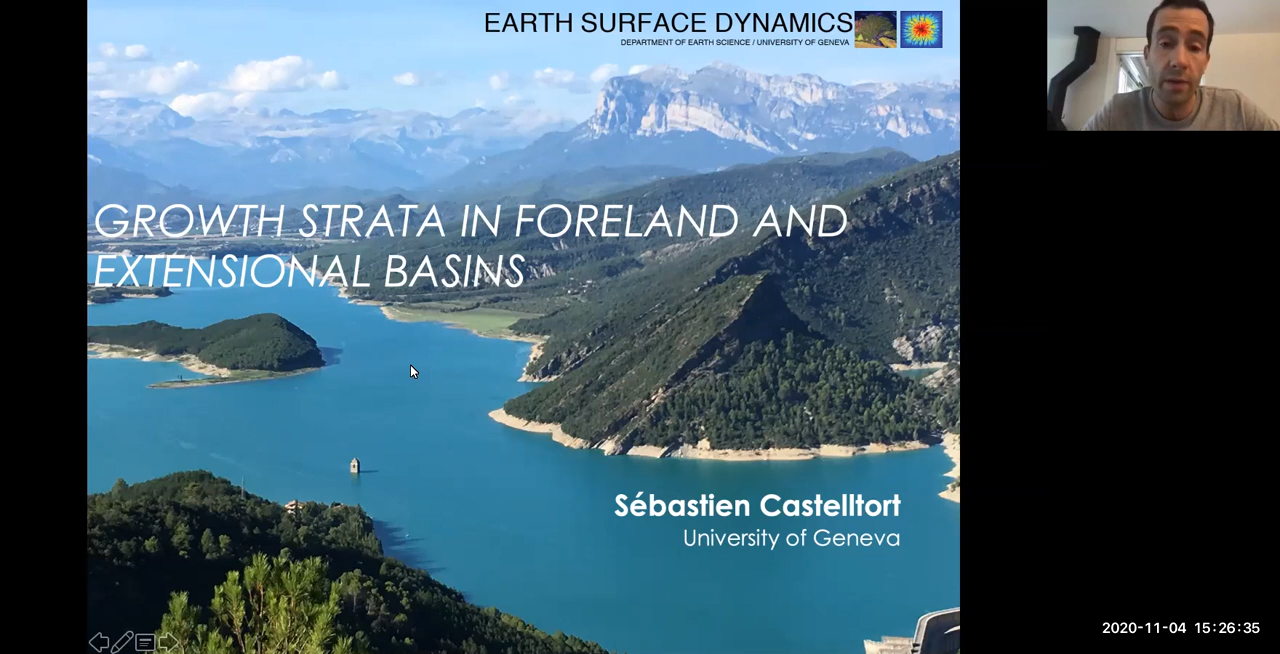 EARTH SURFACE DYNAMICS
DEPARTMENT OF EARTH SCIENCE / UNIVERSITY OF GENEVA
GROWTH STRATA IN FORELAND AND
EXTENSIONAL BASINS
Sébastien Castelltort
University of Geneva
2020-11-04 15:26:35